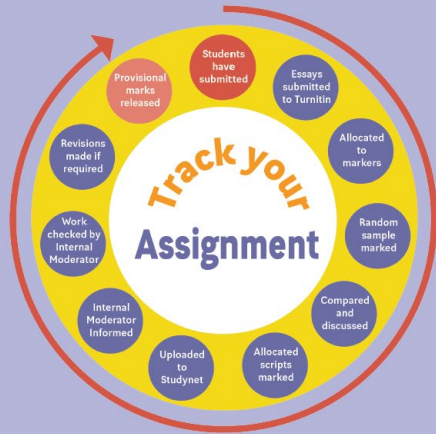 Students
have
submitted
Essays
submitted
to Turnitin
Allocated
to
markers
Random
sample
marked
Compared
and
discussed
Allocated
scripts
marked
Uploaded
to
Studynet
Internal
Moderator
Informed
Work
checked by
Internal
Moderator
Revisions
made if
required
Provisional
marks
released
Track your
Assignment